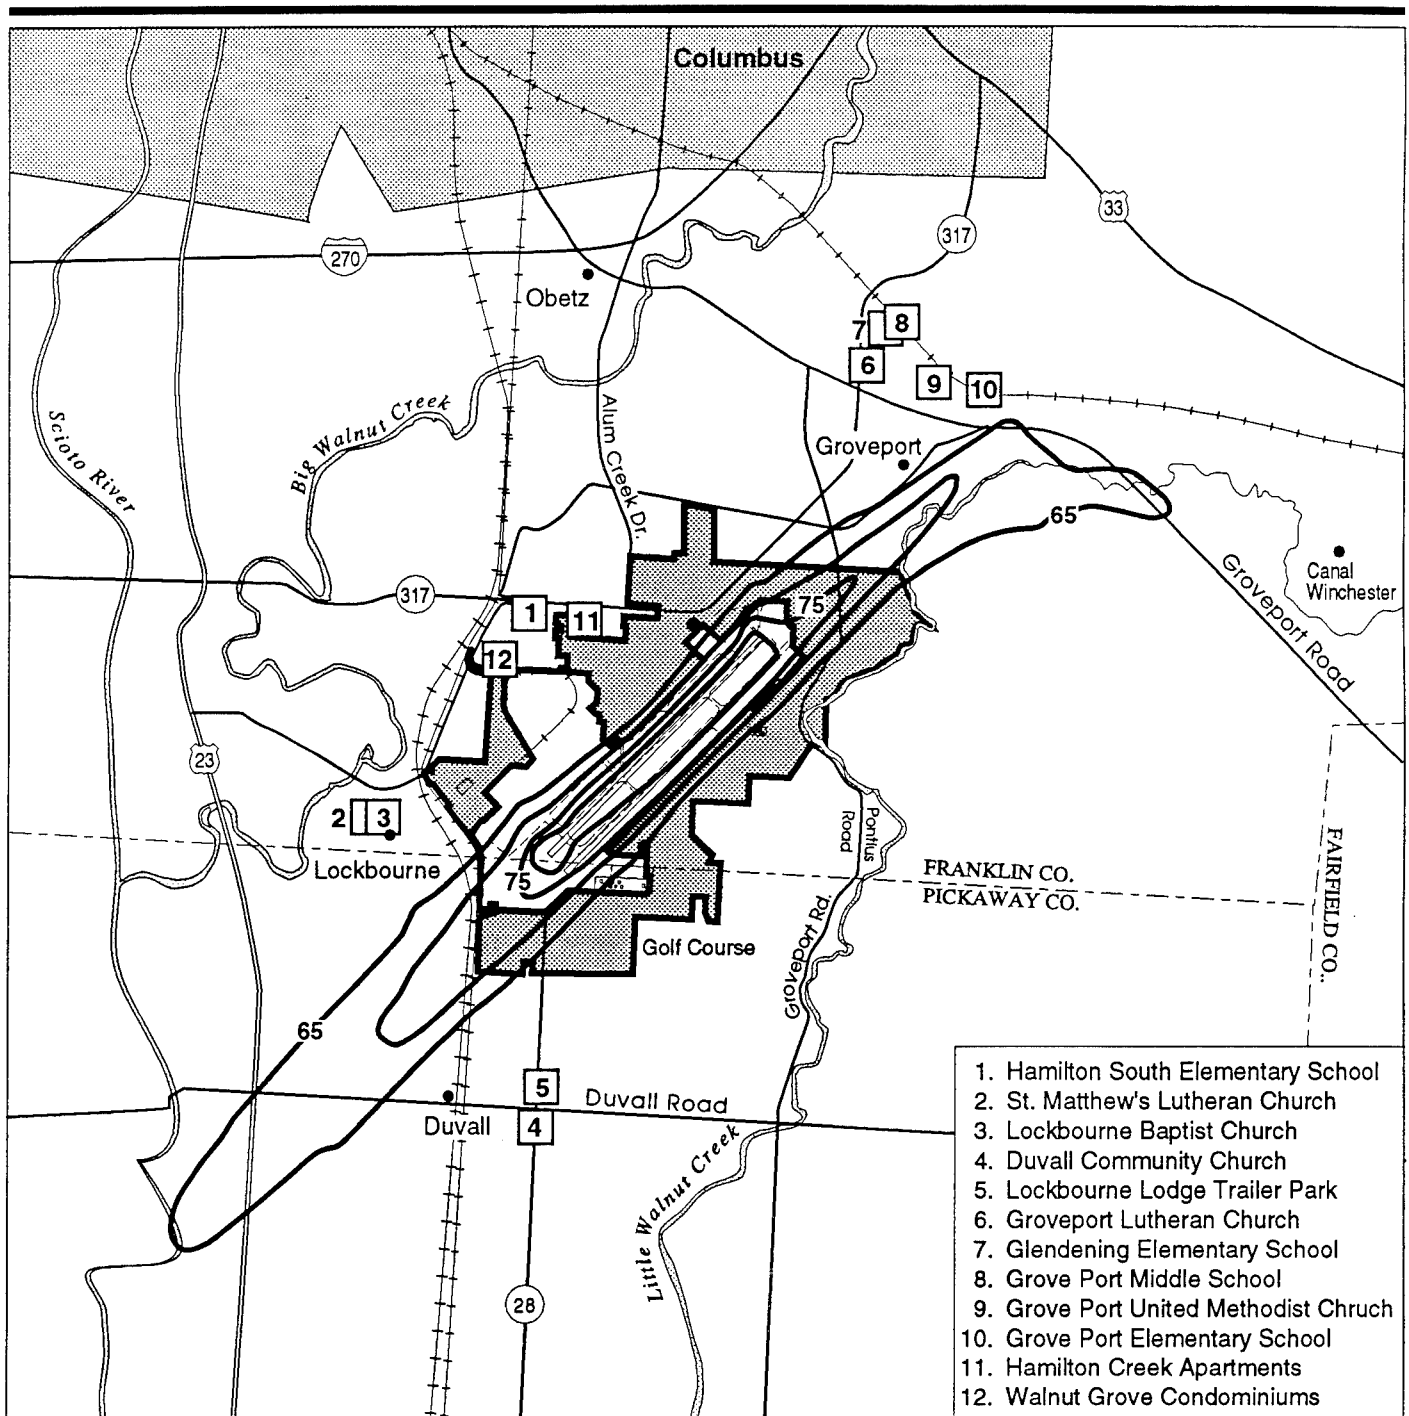 Columbus
33
317
270
Obetz
7
8
6
9
10
Scioto River
Big Walnut Creek
Alum Creek Dr.
Groveport
65
Groveport Road
Canal
Winchester
317
1
11
75
12
23
2
3
Lockbourne
Pontius
Road
75
FRANKLIN CO.
PICKAWAY CO.
FAIRFIELD CO..
Golf Course
Groveport Rd.
65
5
Duvall Road
Duvall
4
Little Walnut Creek
28
1. Hamilton South Elementary School
2. St. Matthew's Lutheran Church
3. Lockbourne Baptist Church
4. Duvall Community Church
5. Lockbourne Lodge Trailer Park
6. Groveport Lutheran Church
7. Glendening Elementary School
8. Grove Port Middle School
9. Grove Port United Methodist Chruch
10. Grove Port Elementary School
11. Hamilton Creek Apartments
12. Walnut Grove Condominiums